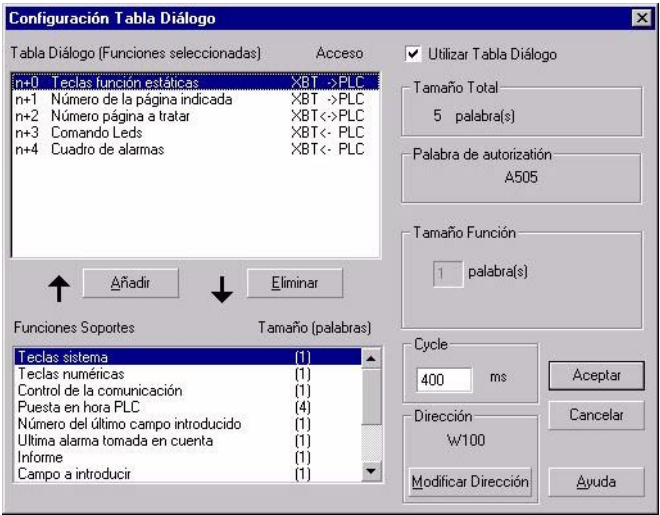 Configuración Tabla Diálogo
Tabla Diálogo (Funciones seleccionadas) Acceso
n+0 Teclas función estáticas XBT ->PLC
n+1 Número de la página indicada XBT ->PLC
n+2 Número página a tratar XBT<->PLC
n+3 Comando Leds XBT<- PLC
n+4 Cuadro de alarmas XBT<- PLC
Añadir
Eliminar
Funciones Soportes Tamaño (palabras)
Teclas sistema (1)
Teclas numéricas (1)
Control de la comunicación (1)
Puesta en hora PLC (4)
Número del último campo introducido (1)
Ultima alarma tomada en cuenta (1)
Informe (1)
Campo a introducir (1)
Utilizar Tabla Diálogo
Tamaño Total
5 palabra(s)
Palabra de autorizatión
A505
Tamaño Función
1 palabra(s)
Cycle
400 ms
Dirección
W100
Modificar Dirección
Aceptar
Cancelar
Ayuda